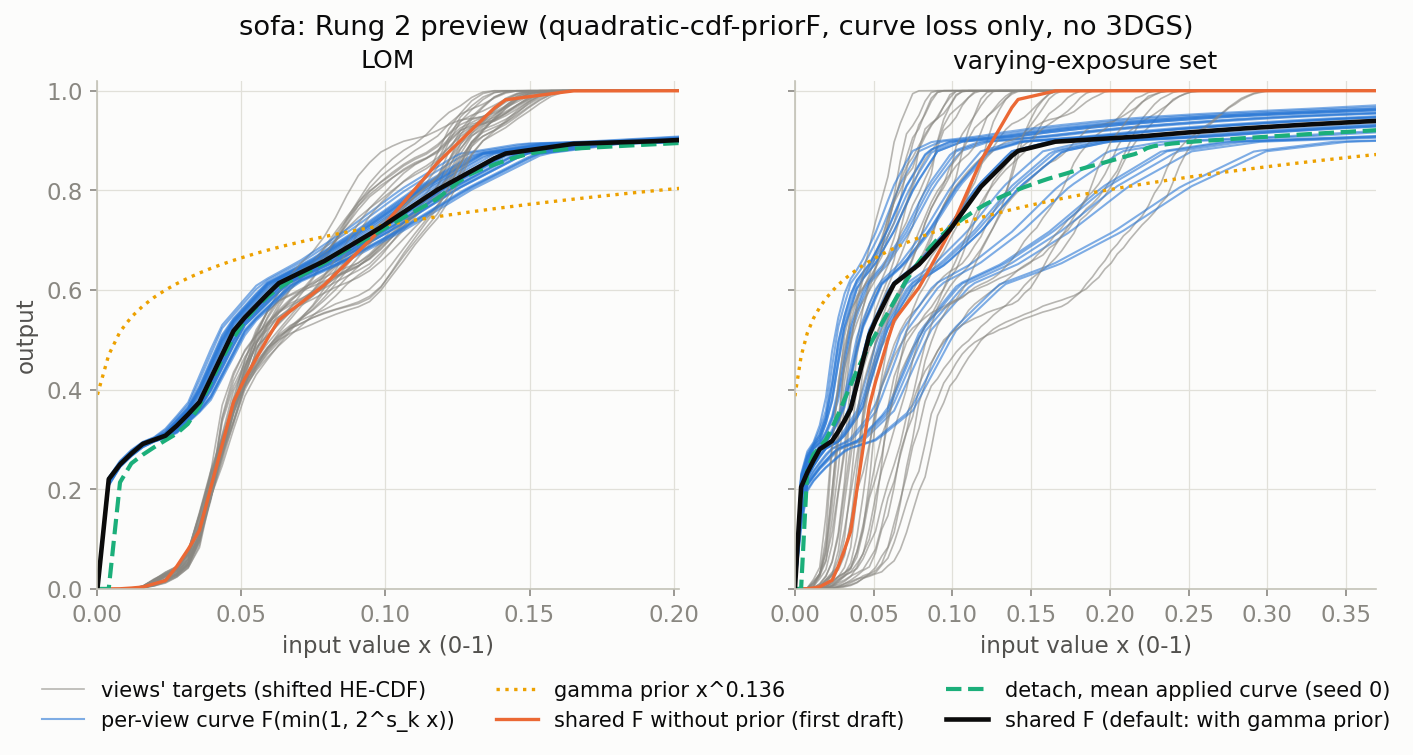 sofa: Rung 2 preview (quadratic-cdf-priorF, curve loss only, no 3DGS)
LOM
varying-exposure set
output
1.0
0.8
0.6
0.4
0.2
0.0
0.00 0.05 0.10 0.15 0.20
0.00 0.05 0.10 0.15 0.20 0.25 0.30 0.35
input value x (0-1)
input value x (0-1)
views' targets (shifted HE-CDF)
per-view curve F(min(1, 2^s_k x))
gamma prior x^0.136
shared F without prior (first draft)
detach, mean applied curve (seed 0)
shared F (default: with gamma prior)